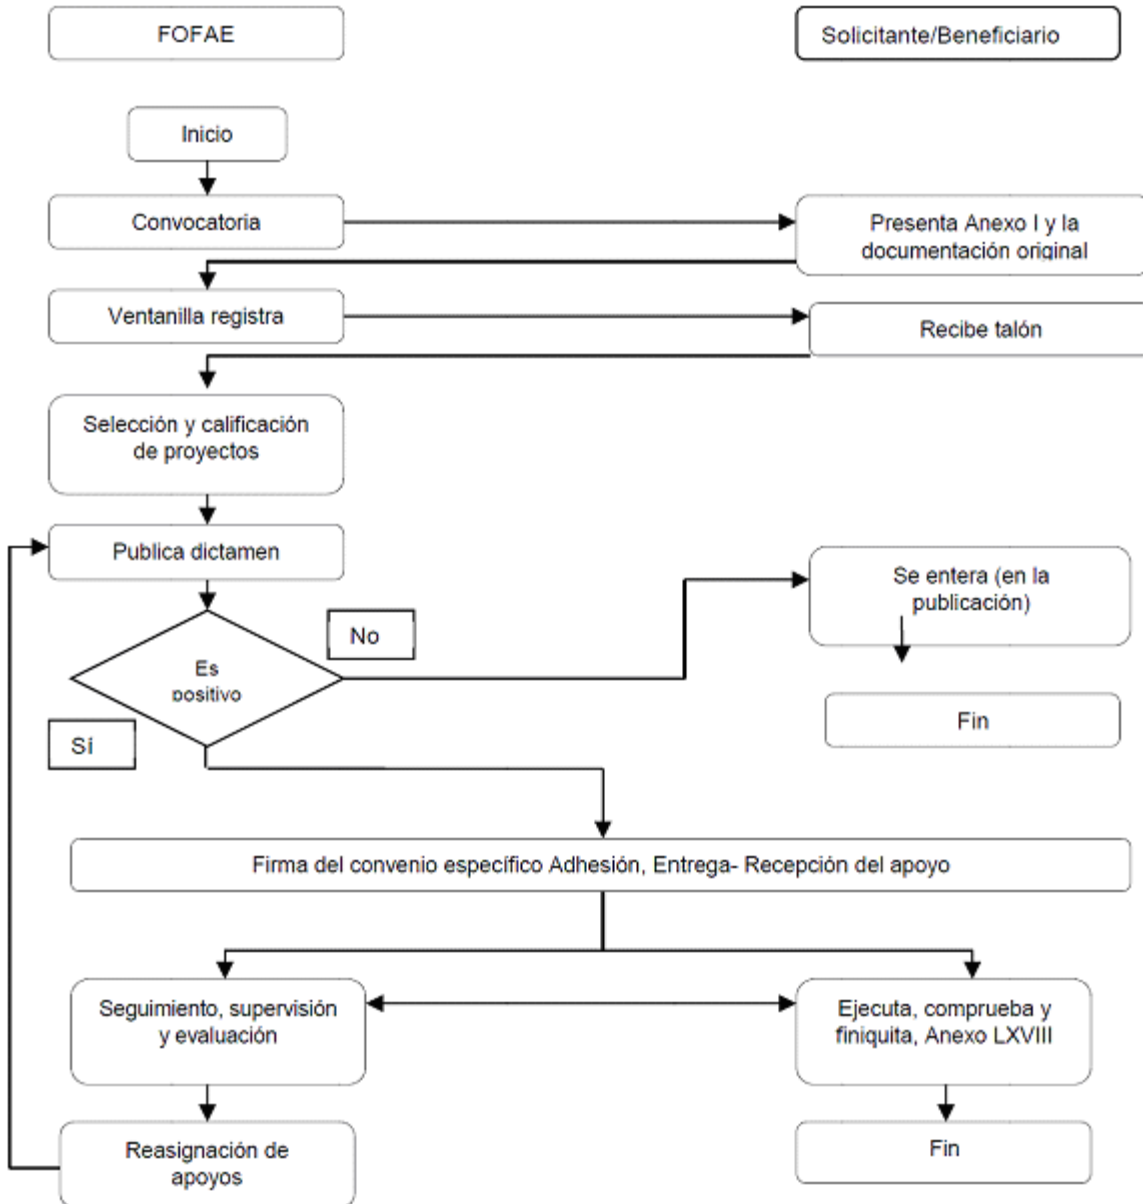 FOFAE
Solicitante/Beneficiario
Inicio
Convocatoria
Presenta Anexo I y la
documentación original
Ventanilla registra
Recibe talón
Selección y calificación
de proyectos
Publica dictamen
Se entera (en la
publicación)
No
Es
positivo
Fin
Sí
Firma del convenio específico Adhesión, Entrega- Recepción del apoyo
Seguimiento, supervisión
y evaluación
Ejecuta, comprueba y
finiquita, Anexo LXVIII
Reasignación de
apoyos
Fin